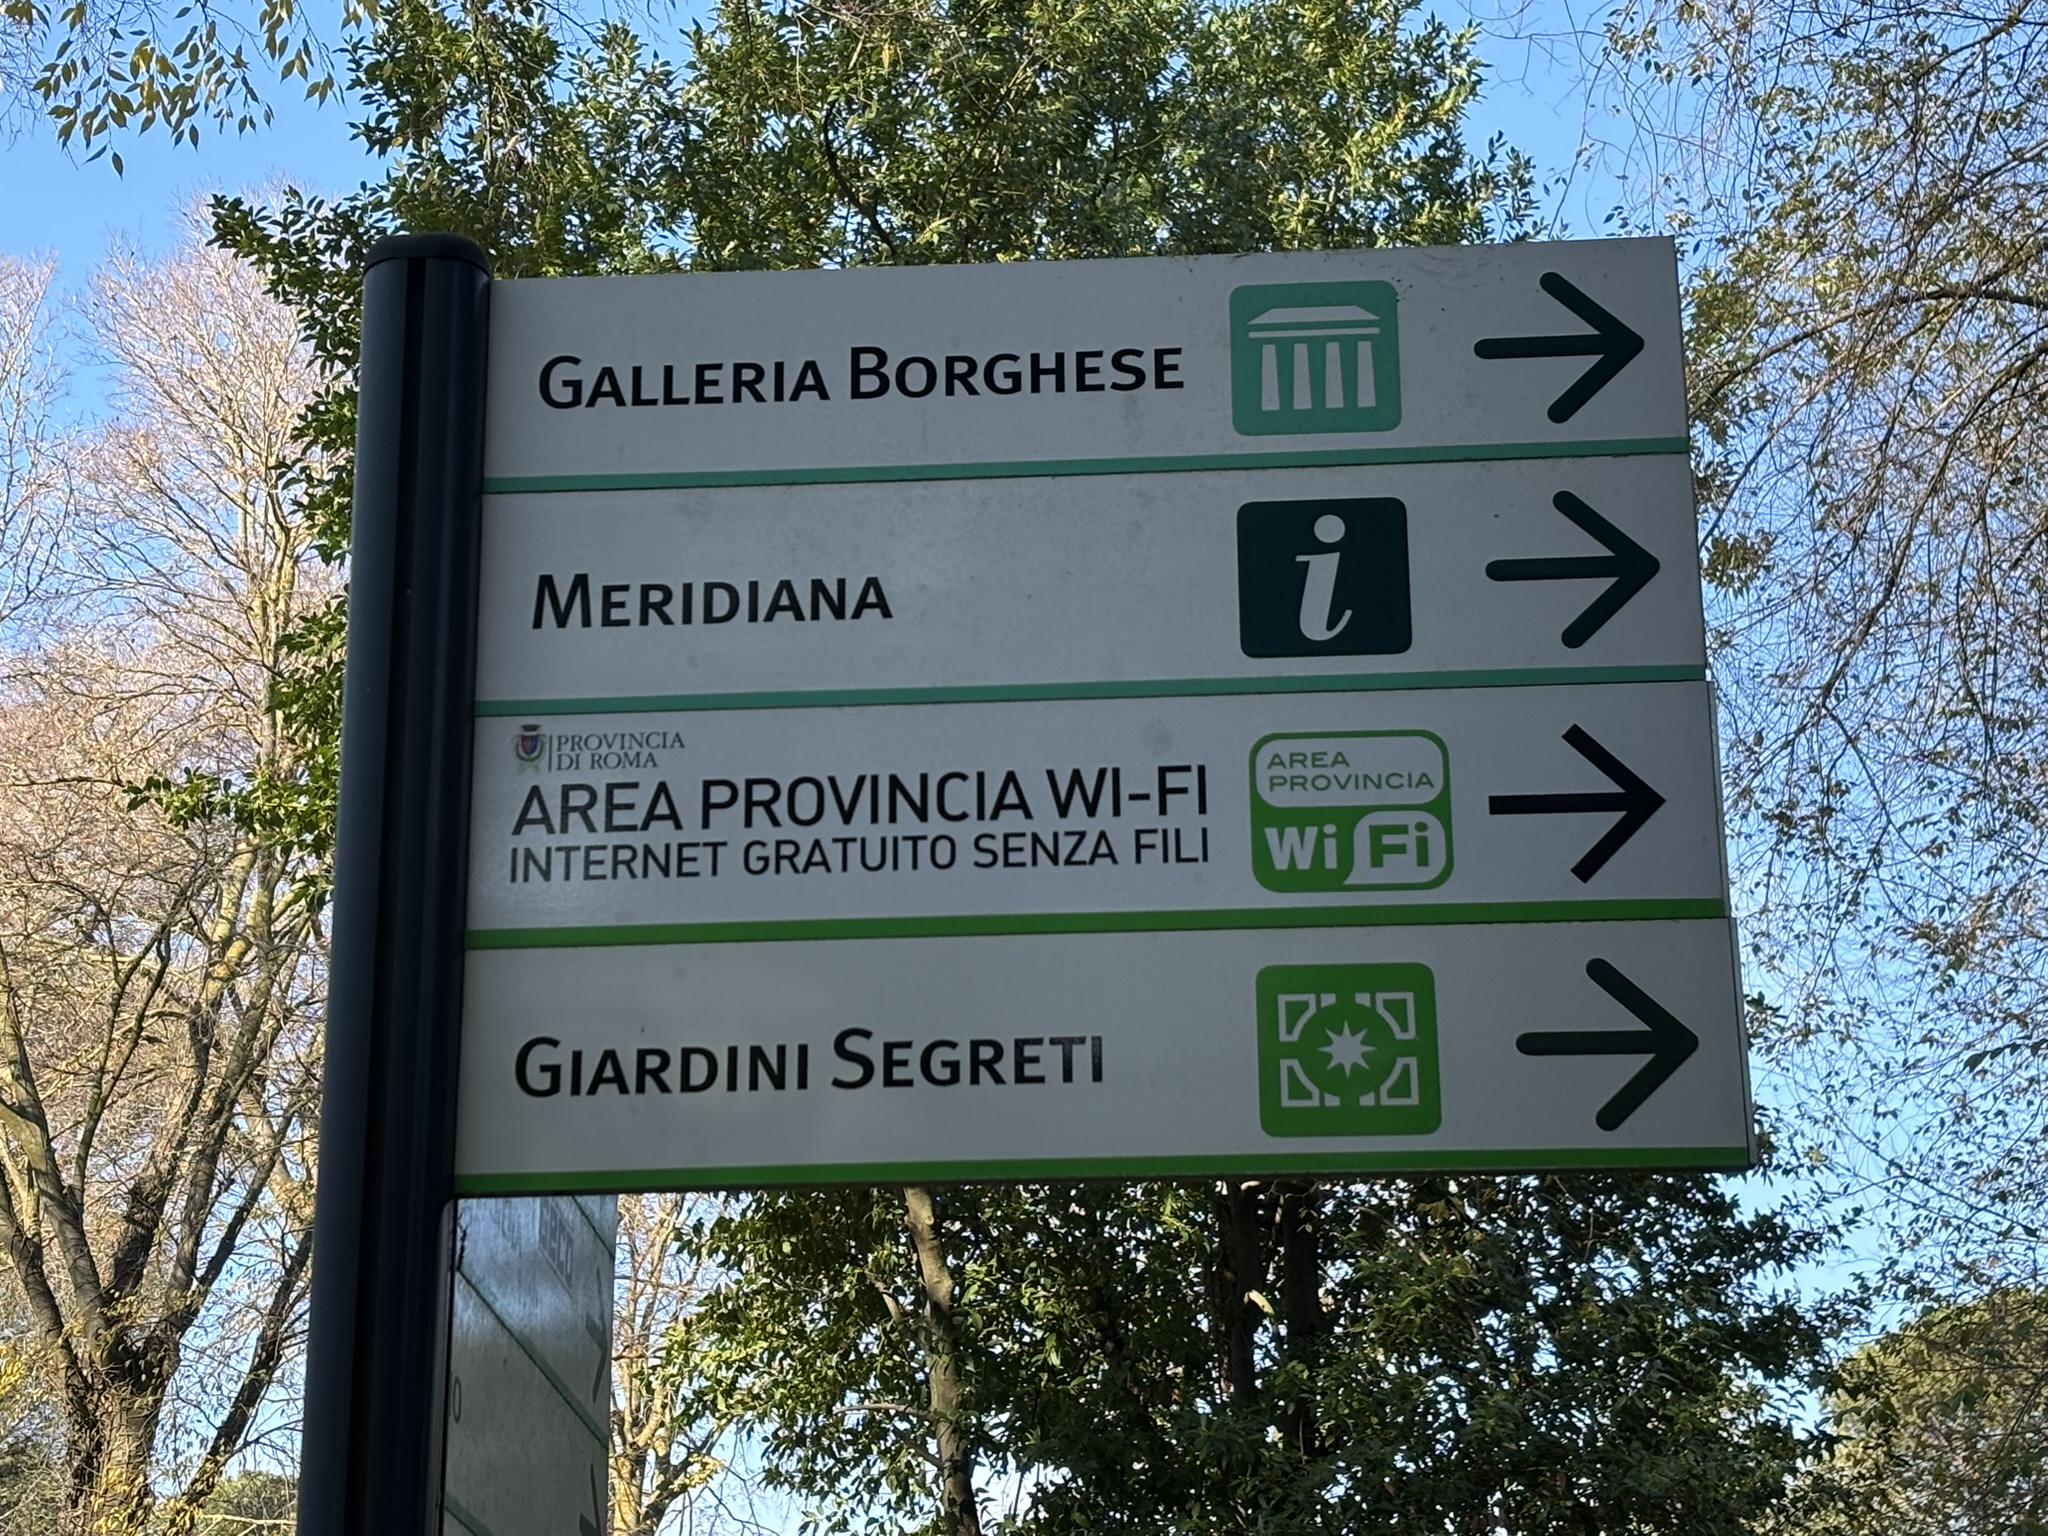 GALLERIA BORGHESE
MERIDIANA
i
PROVINCIA
DI ROMA
AREA PROVINCIA WI-FI
INTERNET GRATUITO SENZA FILI
AREA
PROVINCIA
Wi Fi
GIARDINI SEGRETI